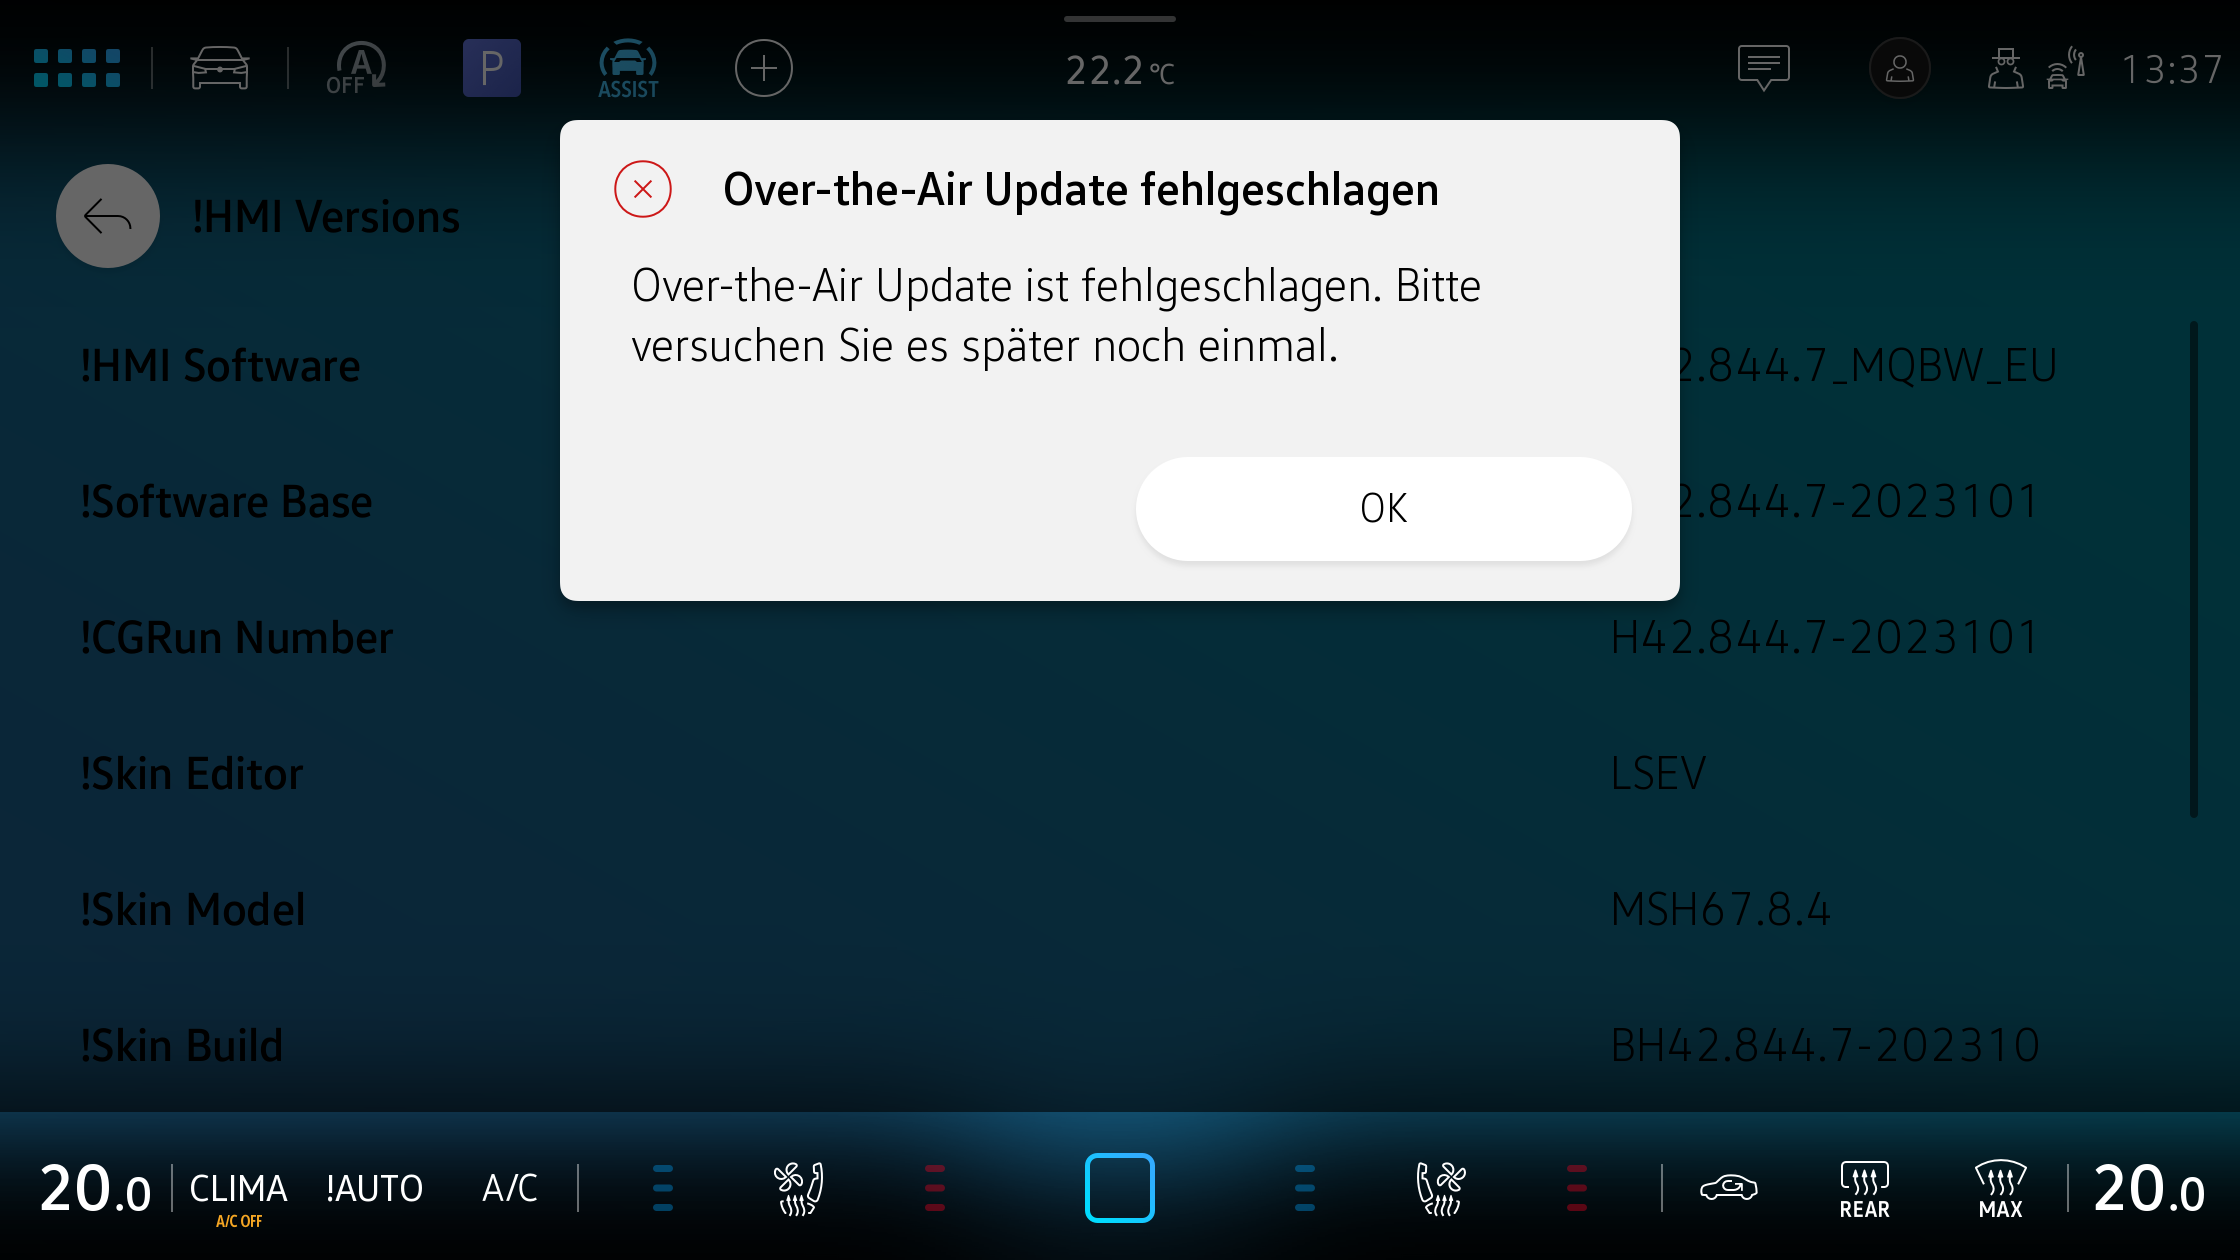 OFF
A
P
ASSIST
22.2°C
13:37
!HMI Versions
Over-the-Air Update fehlgeschlagen
Over-the-Air Update ist fehlgeschlagen. Bitte
versuchen Sie es später noch einmal.
OK
!HMI Software
2.844.7_MQBW_EU
!Software Base
2.844.7-2023101
!CGRun Number
H42.844.7-2023101
!Skin Editor
LSEV
!Skin Model
MSH67.8.4
!Skin Build
BH42.844.7-202310
20.0
CLIMA
A/C OFF
!AUTO
A/C
REAR
MAX
20.0